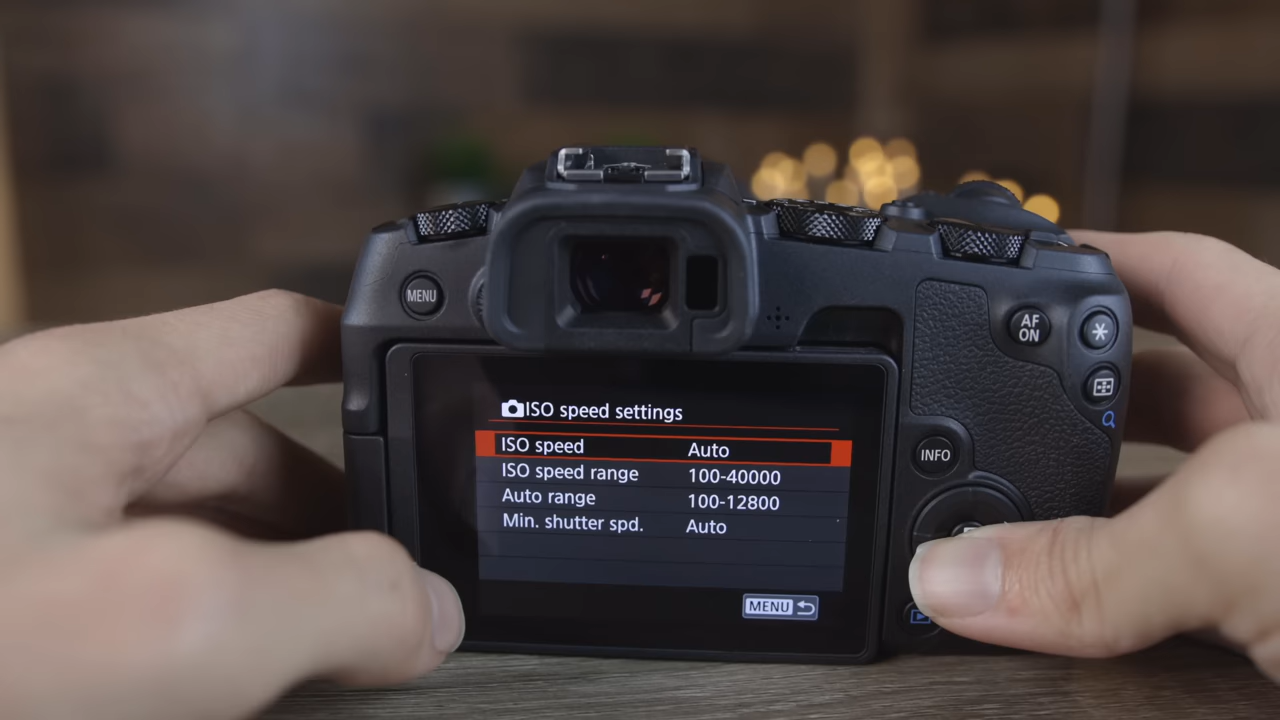 MENU
AF
ON
INFO
ISO speed settings
ISO speed Auto
ISO speed range 100-40000
Auto range 100-12800
Min. shutter spd. Auto
MENU